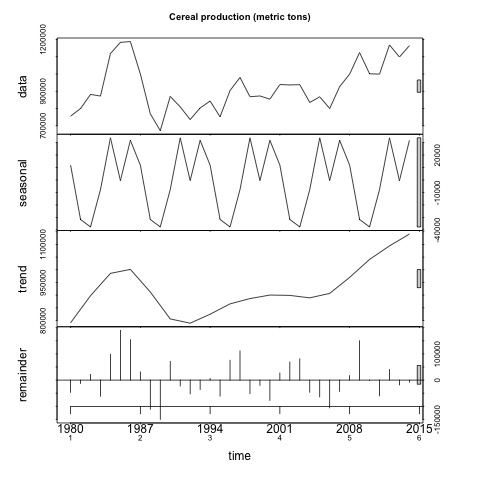 Cereal production (metric tons)
data
700000 900000 1200000
seasonal
-40000 -10000 20000
trend
800000 950000 1100000
remainder
-150000 0 100000
1980 1987 1994 2001 2008 2015
1 2 3 4 5 6
time